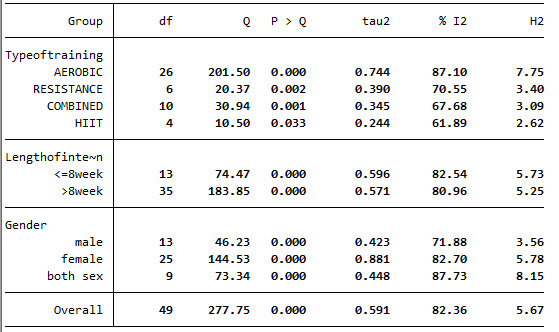 Group df Q P > Q tau2 % I2 H2
Typeoftraining
AEROBIC 26 201.50 0.000 0.744 87.10 7.75
RESISTANCE 6 20.37 0.002 0.390 70.55 3.40
COMBINED 10 30.94 0.001 0.345 67.68 3.09
HIIT 4 10.50 0.033 0.244 61.89 2.62
Lengthofinte~n
<=8week 13 74.47 0.000 0.596 82.54 5.73
>8week 35 183.85 0.000 0.571 80.96 5.25
Gender
male 13 46.23 0.000 0.423 71.88 3.56
female 25 144.53 0.000 0.881 82.70 5.78
both sex 9 73.34 0.000 0.448 87.73 8.15
Overall 49 277.75 0.000 0.591 82.36 5.67